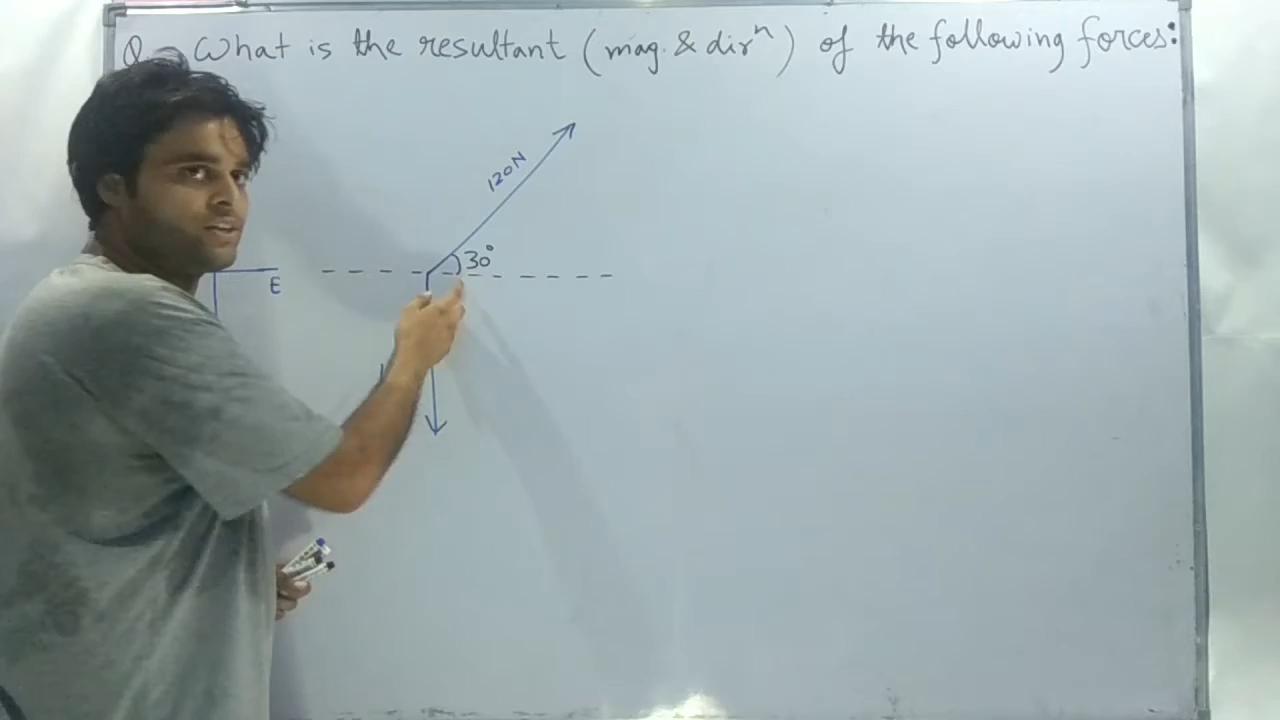 Q What is the resultant (mag. & dirⁿ) of the following forces:
120N
30°
E